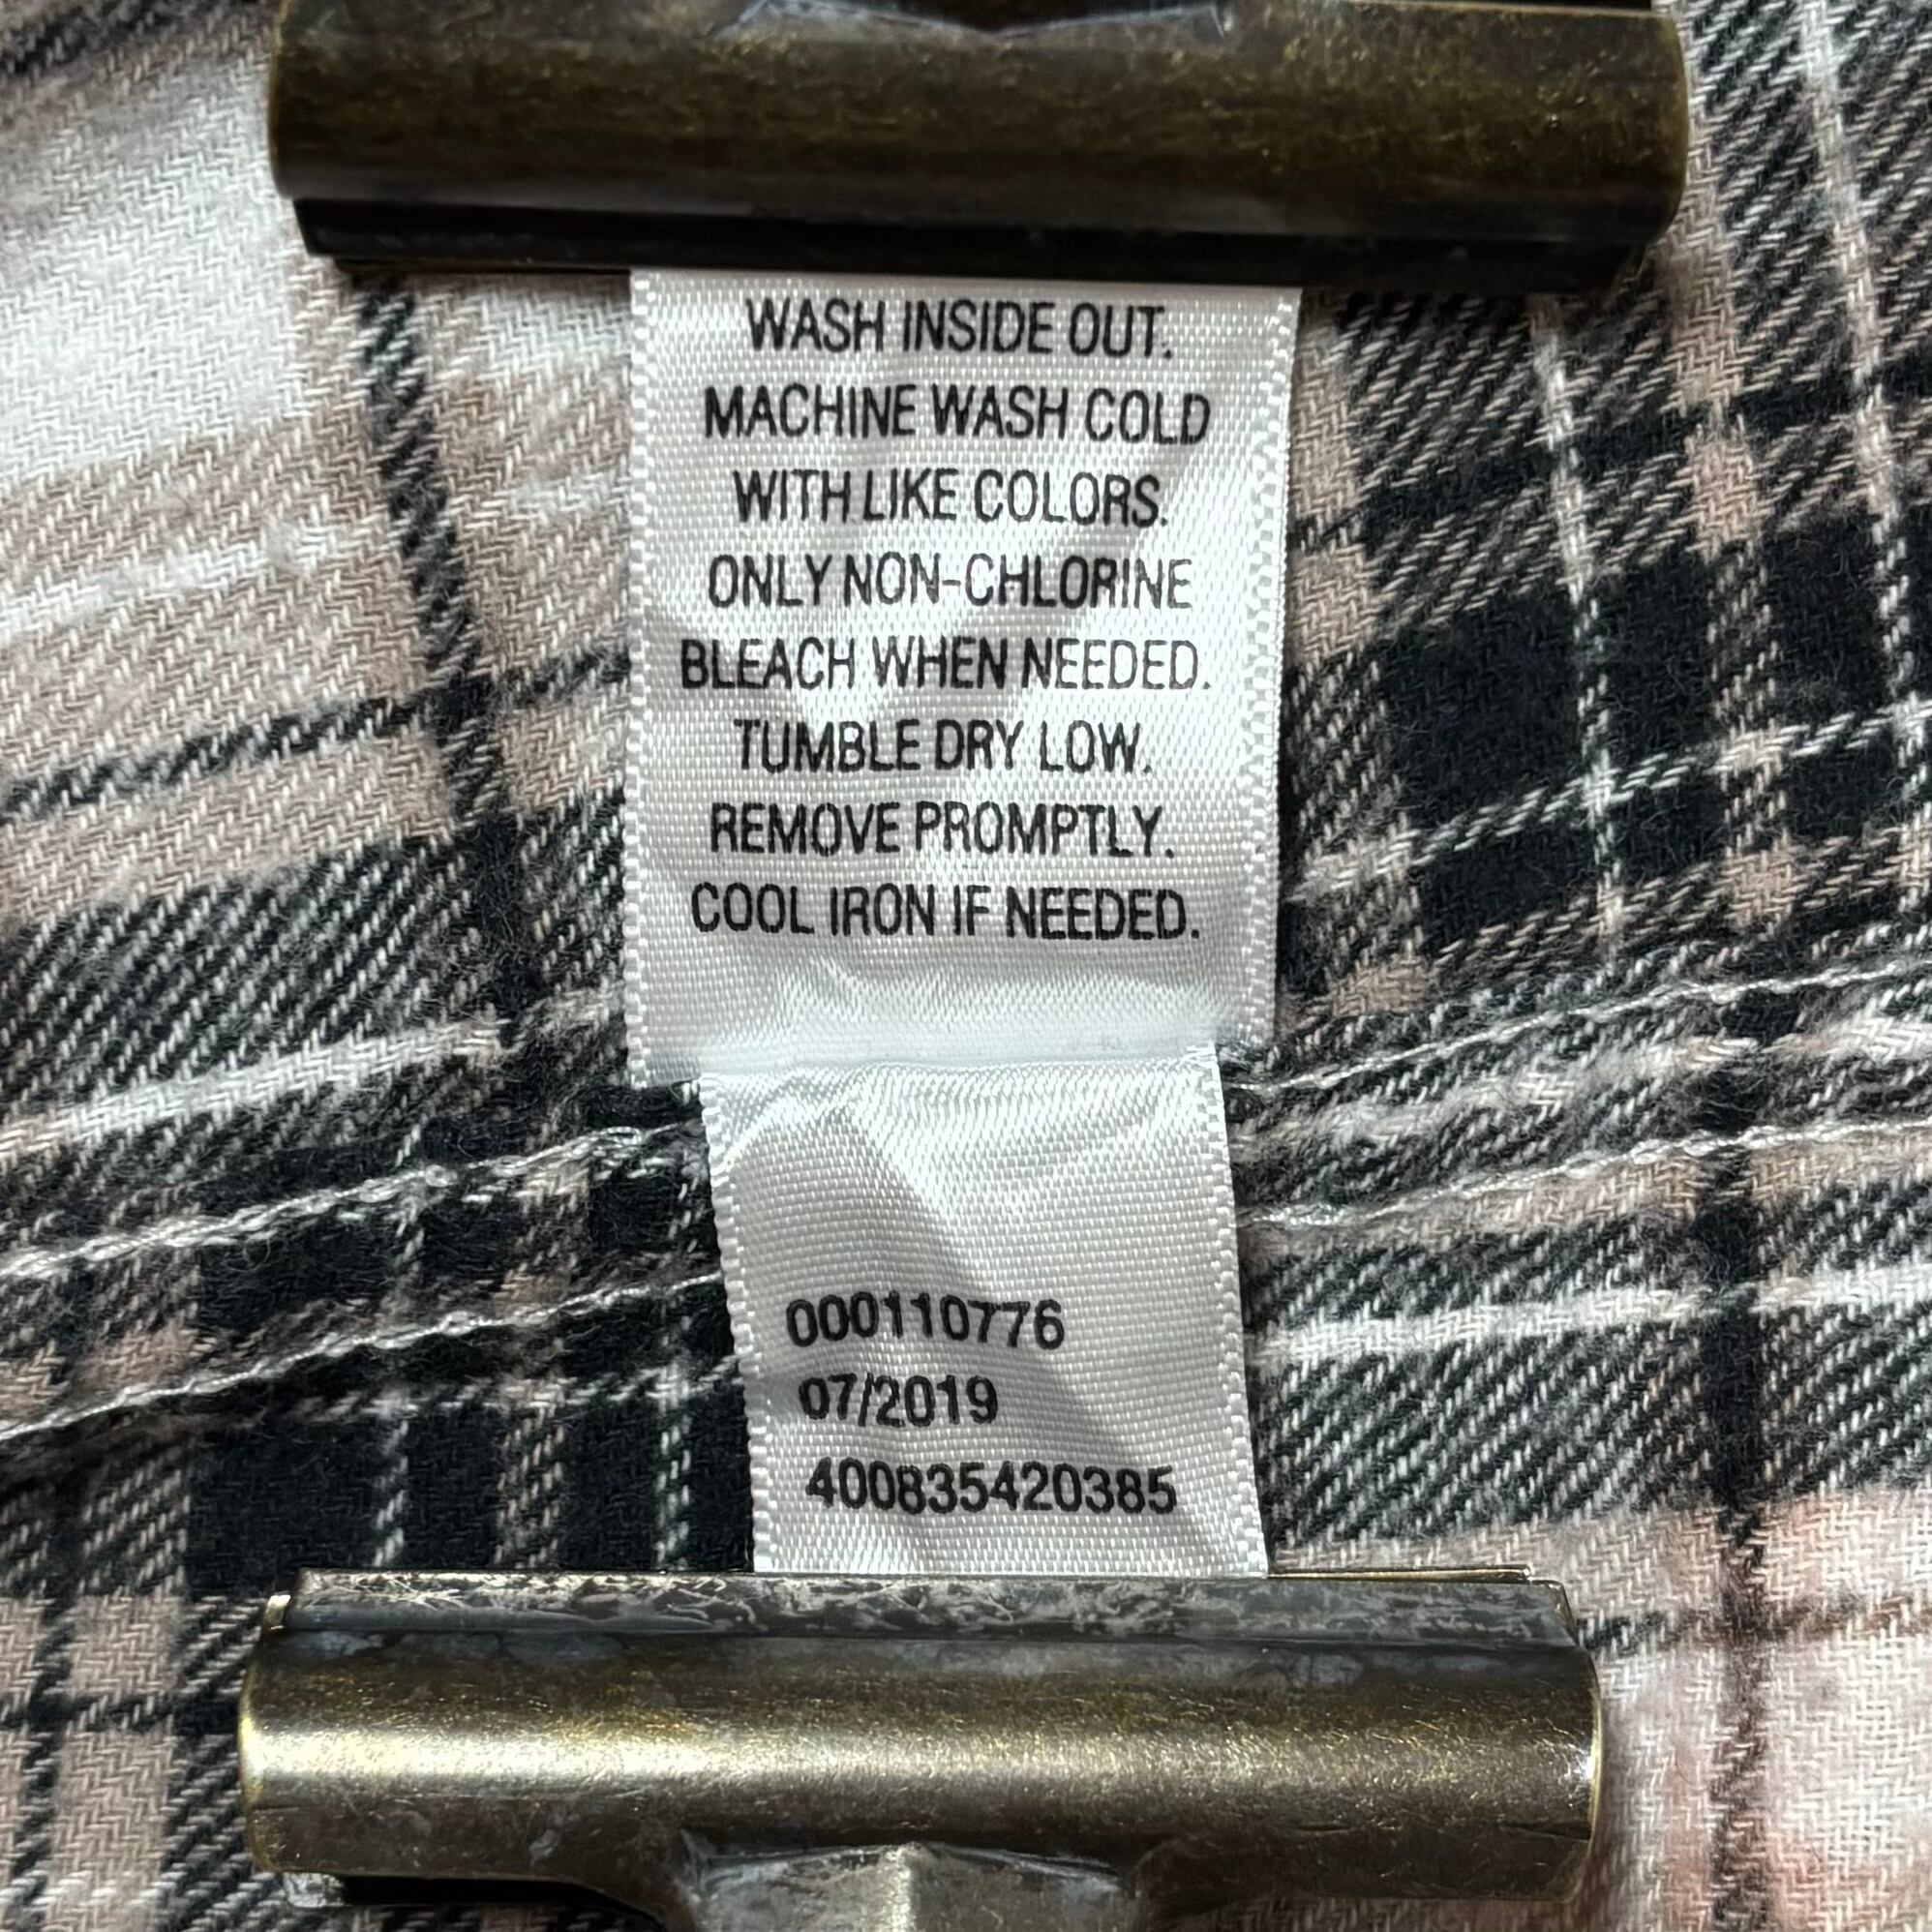 WASH INSIDE OUT.
MACHINE WASH COLD
WITH LIKE COLORS.
ONLY NON-CHLORINE
BLEACH WHEN NEEDED.
TUMBLE DRY LOW.
REMOVE PROMPTLY.
COOL IRON IF NEEDED.
000110776
07/2019
400835420385